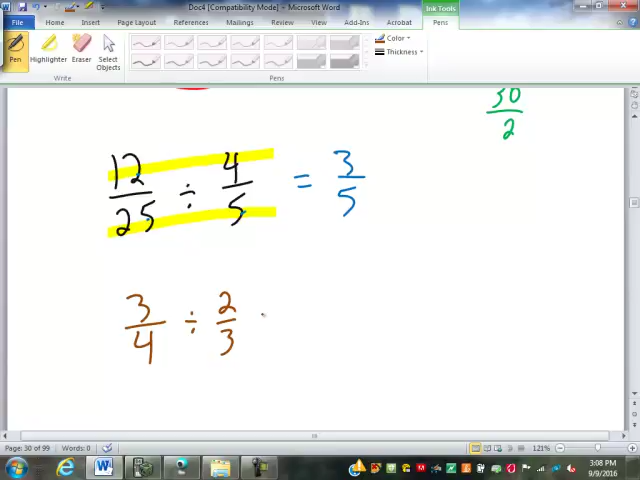 Doc4 [Compatibility Mode] - Microsoft Word
Ink Tools
File Home Insert Page Layout References Mailings Review View Add-Ins Acrobat Pens
Pen Highlighter Eraser Select Objects
Color
Thickness
Write Pens
30/2
12/25 ÷ 4/5 = 3/5
3/4 ÷ 2/3
Page: 30 of 99 Words: 0 121%
3:08 PM
9/9/2016